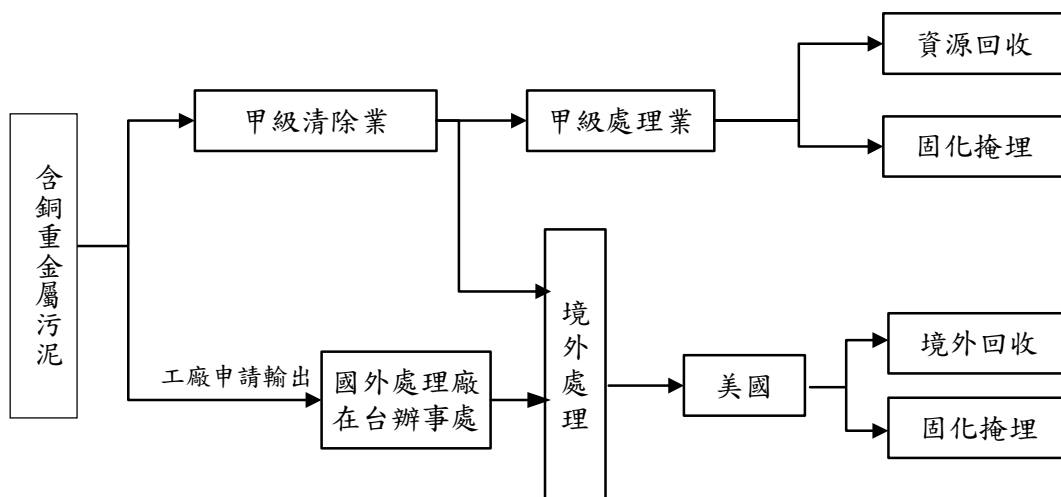 含銅重金屬污泥
甲級清除業
甲級處理業
資源回收
固化掩埋
工廠申請輸出
國外處理廠
在台辦事處
境外處理
美國
境外回收
固化掩埋